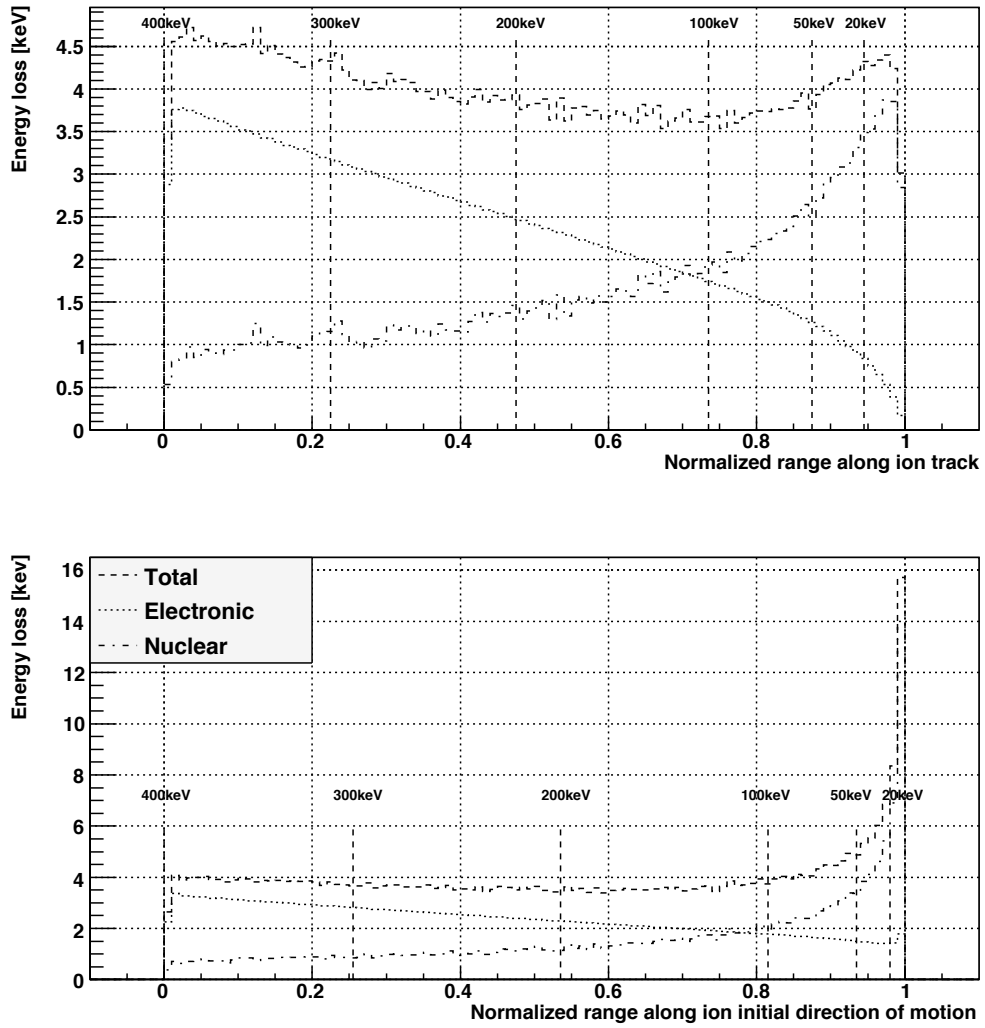 Energy loss [keV]
400keV 300keV 200keV 100keV 50keV 20keV
4.5
4
3.5
3
2.5
2
1.5
1
0.5
0
0 0.2 0.4 0.6 0.8 1
Normalized range along ion track
Energy loss [kev]
16
14
12
10
8
6
4
2
0
Total
Electronic
Nuclear
400keV 300keV 200keV 100keV 50keV 20keV
0 0.2 0.4 0.6 0.8 1
Normalized range along ion initial direction of motion